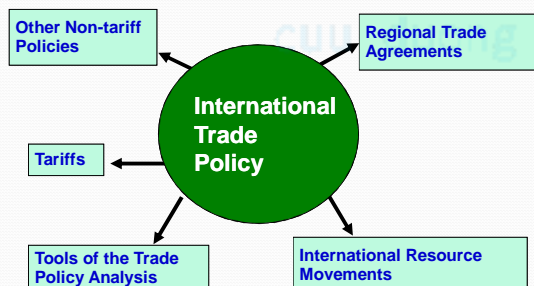 Other Non-tariff
Policies
Regional Trade
Agreements
International
Trade
Policy
Tariffs
Tools of the Trade
Policy Analysis
International Resource
Movements